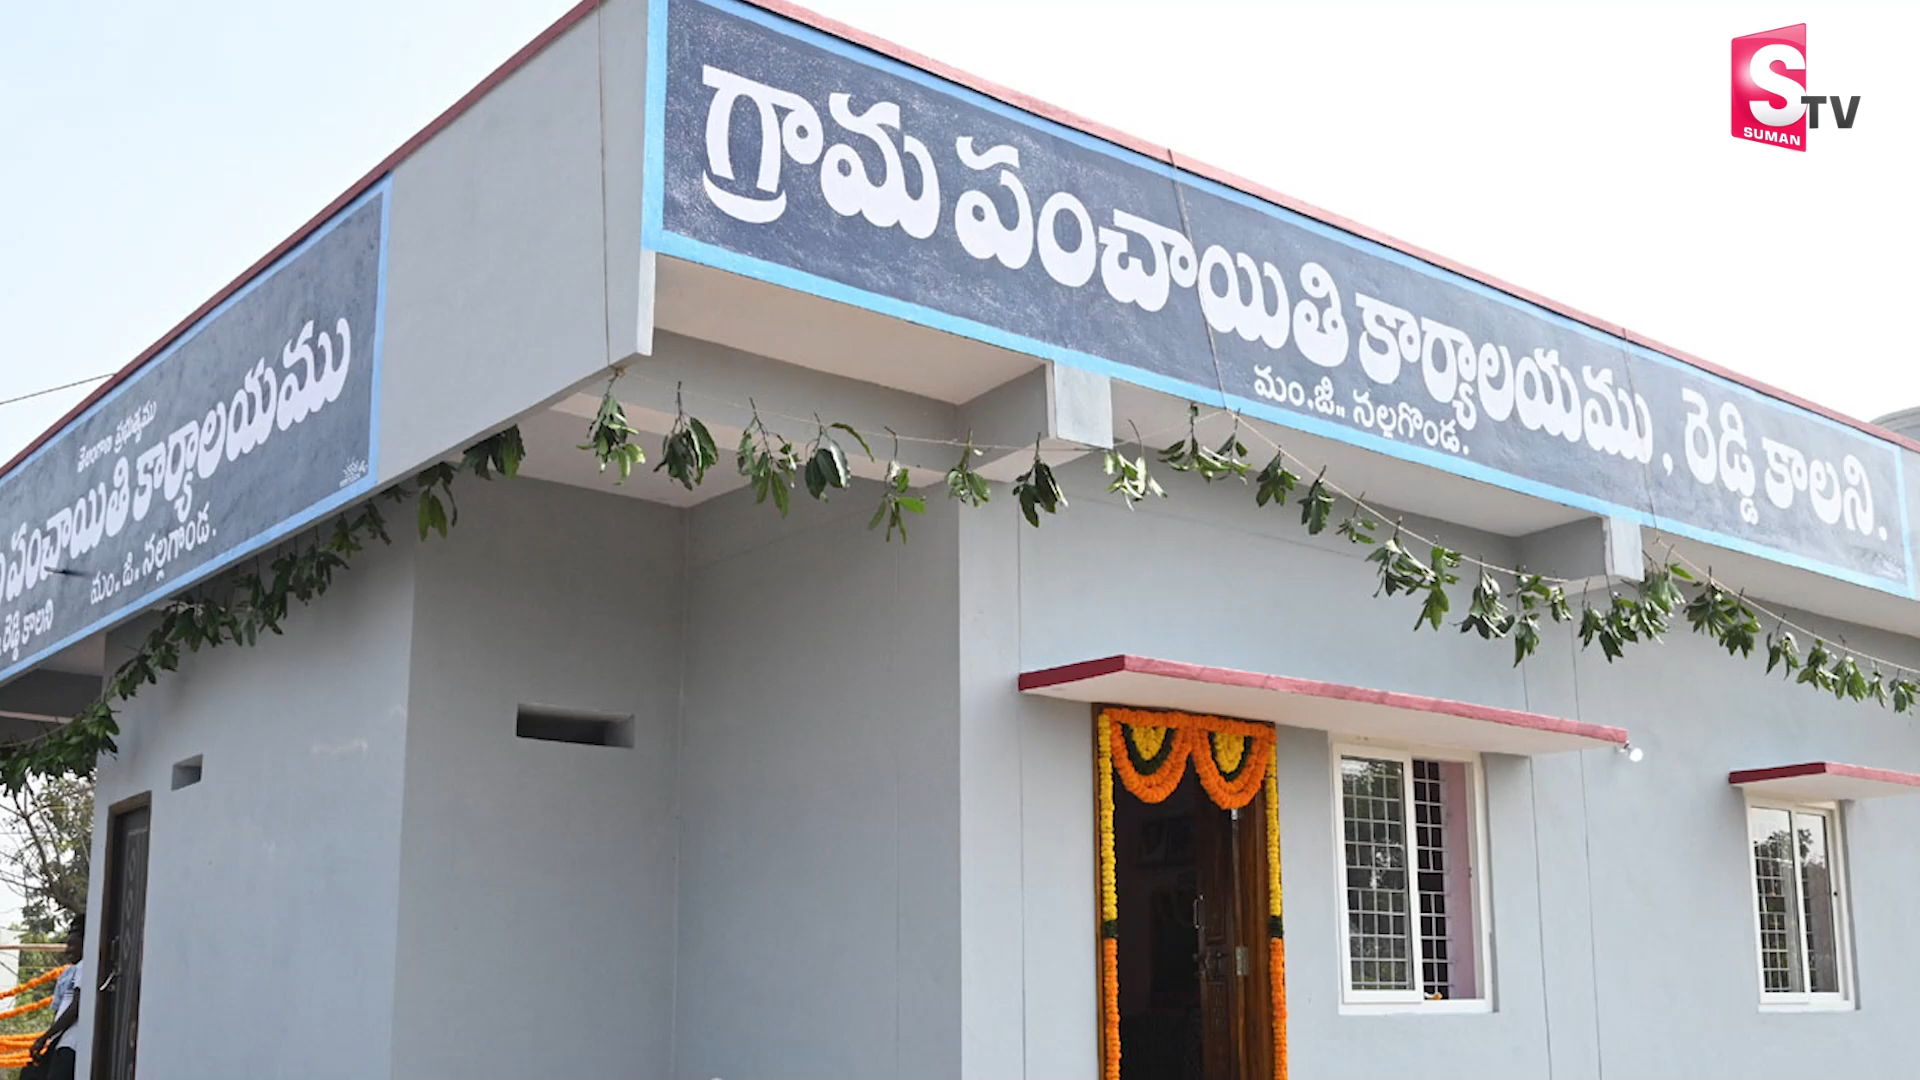 గ్రామ పంచాయితి కార్యాలయము, రెడ్డి కాలని.
మం.జి.. నల్లగొండ.
తెలంగాణ ప్రభుత్వము
పంచాయితి కార్యాలయము
రెడ్డి కాలని
మం. జి. నల్లగొండ.
S
SUMAN
TV